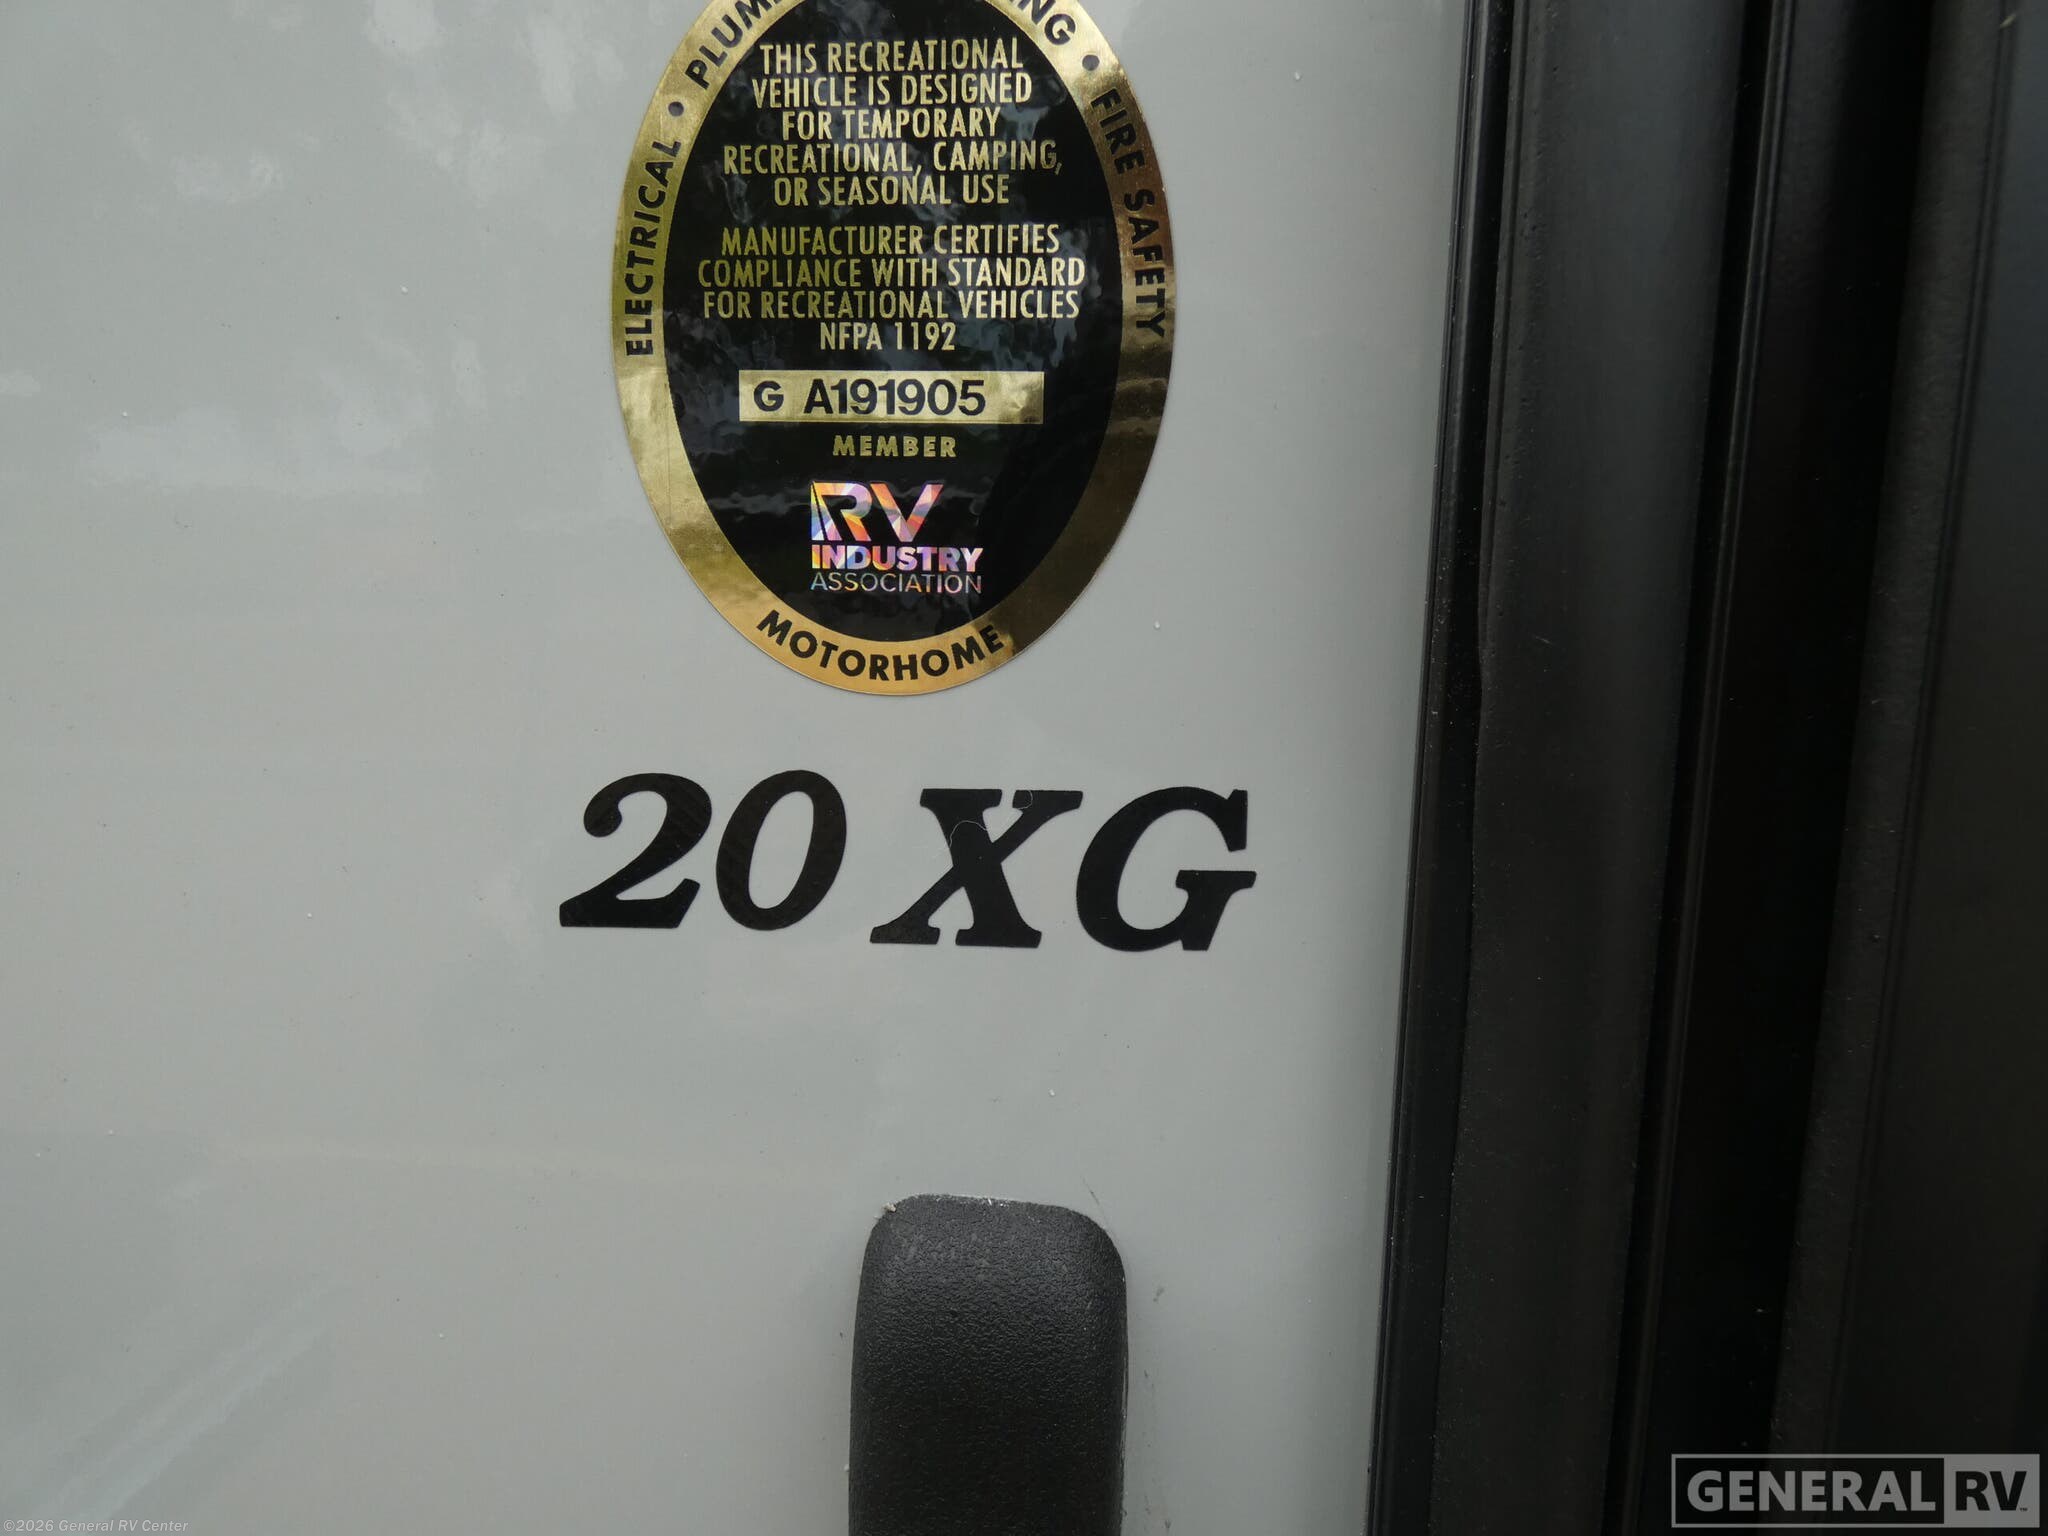 ELECTRICAL • 
• FIRE SAFETY
THIS RECREATIONAL
VEHICLE IS DESIGNED
FOR TEMPORARY
RECREATIONAL, CAMPING,
OR SEASONAL USE
MANUFACTURER CERTIFIES
COMPLIANCE WITH STANDARD
FOR RECREATIONAL VEHICLES
NFPA 1192
G A191905
MEMBER
RV
INDUSTRY
ASSOCIATION
MOTORHOME
20 XG
GENERAL RV
©2026 General RV Center